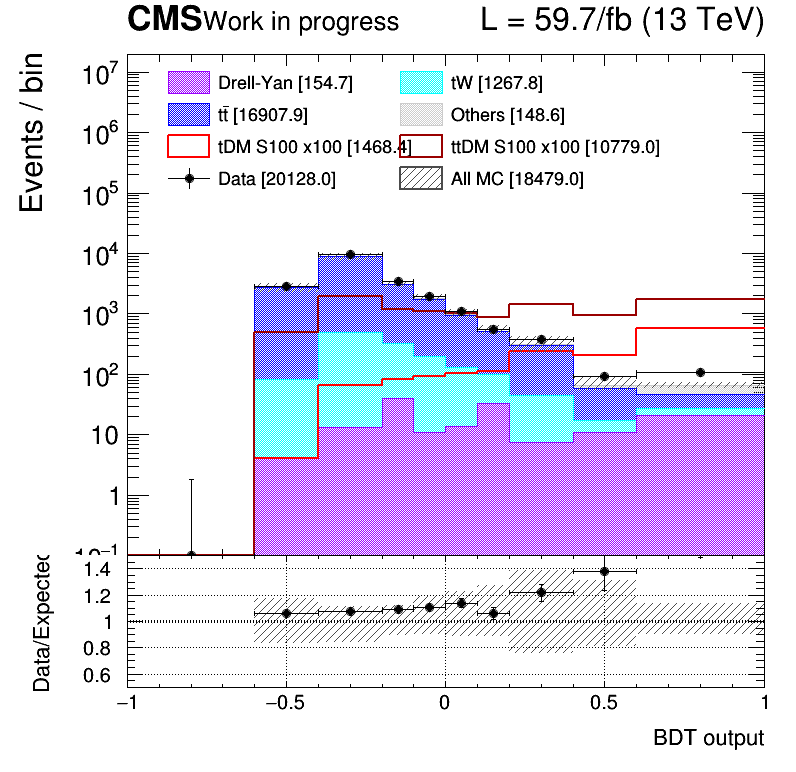 CMS Work in progress L = 59.7/fb (13 TeV)
Events / bin
Drell-Yan [154.7] tW [1267.8]
tt̄ [16907.9] Others [148.6]
tDM S100 x100 [1468.4] ttDM S100 x100 [10779.0]
Data [20128.0] All MC [18479.0]
10⁷
10⁶
10⁵
10⁴
10³
10²
10
1
10⁻¹
Data/Expected
1.4
1.2
1
0.8
0.6
−1 −0.5 0 0.5 1
BDT output